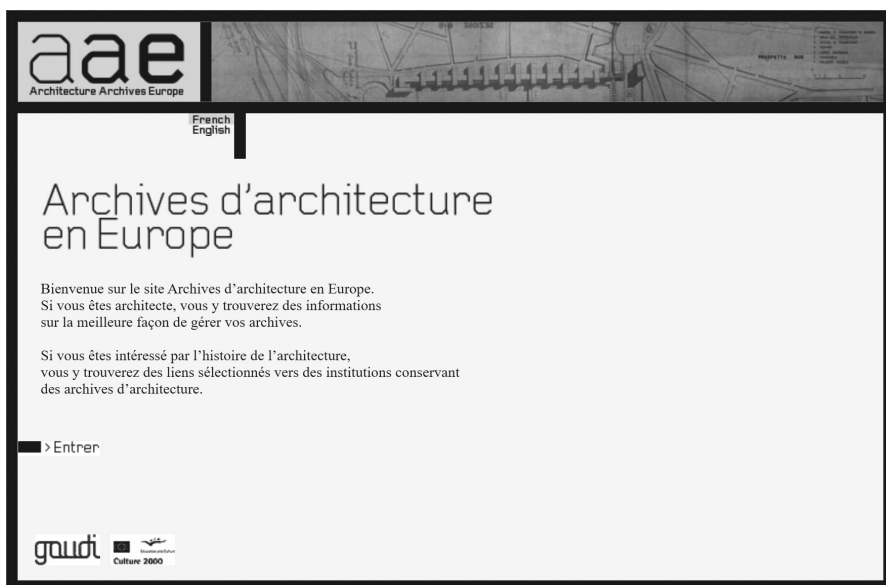 aae
Architecture Archives Europe
PROSPETTO SUD
French
English
Archives d'architecture
en Europe
Bienvenue sur le site Archives d’architecture en Europe.
Si vous êtes architecte, vous y trouverez des informations
sur la meilleure façon de gérer vos archives.
Si vous êtes intéressé par l’histoire de l’architecture,
vous y trouverez des liens sélectionnés vers des institutions conservant
des archives d’architecture.
> Entrer
gaudi
Culture 2000